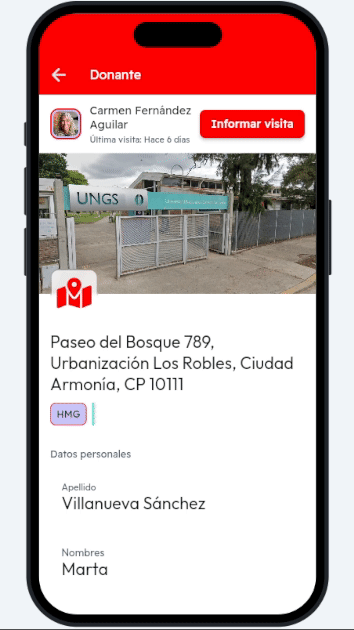 Donante
Carmen Fernández
Aguilar
Última visita: Hace 6 dias
Informar visita
UNGS
Paseo del Bosque 789,
Urbanización Los Robles, Ciudad
Armonía, CP 10111
HMG
Datos personales
Apellido
Villanueva Sánchez
Nombres
Marta